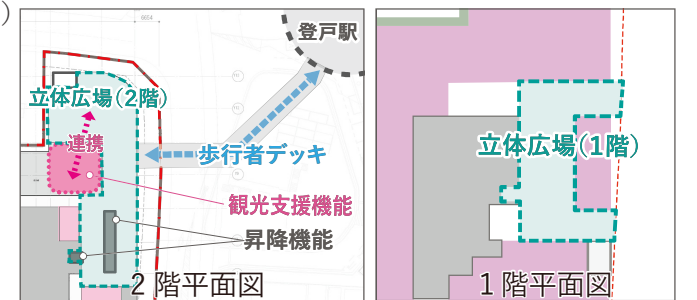 )
6604
登戸駅
立体広場（2階）
連携
歩行者デッキ
観光支援機能
昇降機能
2 階平面図
立体広場（1階）
1 階平面図